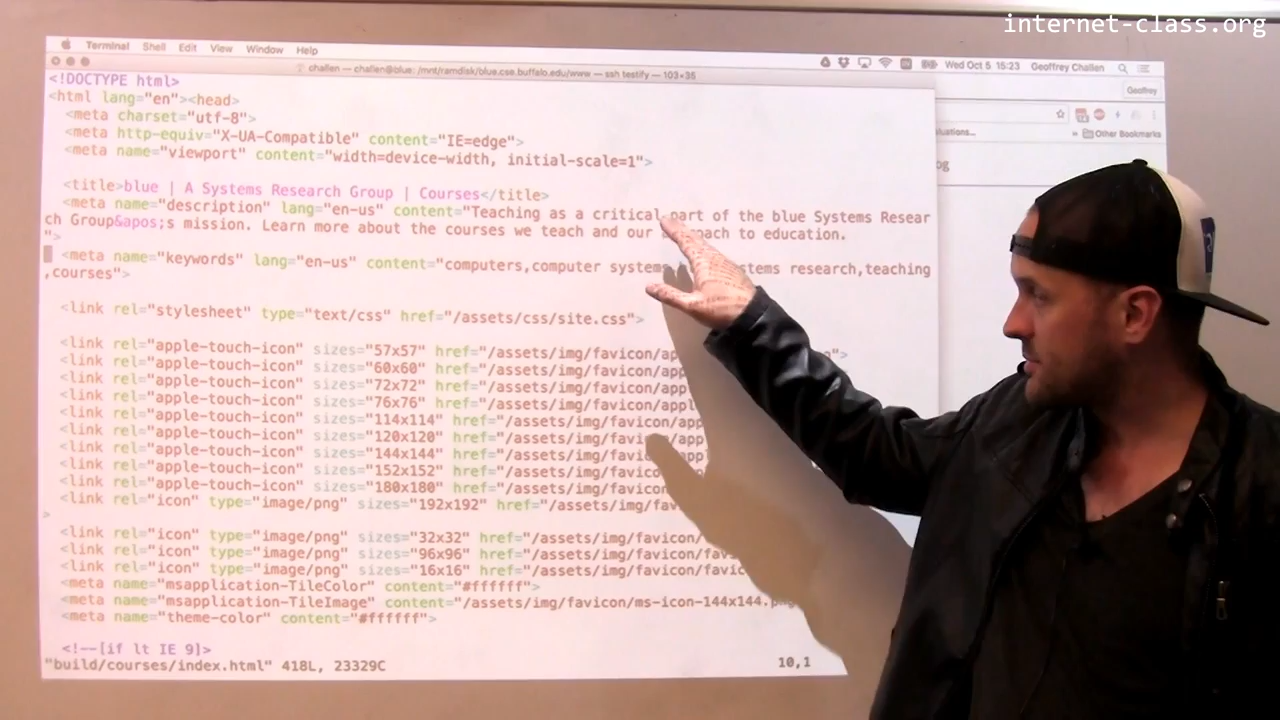 internet-class.org
Terminal Shell Edit View Window Help
Wed Oct 5 15:23 Geoffrey Challen
challen — challen@blue: /mnt/ramdisk/blue.cse.buffalo.edu/www — ssh testify — 103×35
Geoffrey
Other Bookmarks
<!DOCTYPE html>
<html lang="en"><head>
<meta charset="utf-8">
<meta http-equiv="X-UA-Compatible" content="IE=edge">
<meta name="viewport" content="width=device-width, initial-scale=1">
<title>blue | A Systems Research Group | Courses</title>
<meta name="description" lang="en-us" content="Teaching as a critical part of the blue Systems Resear
ch Group&apos;s mission. Learn more about the courses we teach and our approach to education.
">
<meta name="keywords" lang="en-us" content="computers,computer systems research,teaching
,courses">
<link rel="stylesheet" type="text/css" href="/assets/css/site.css">
<link rel="apple-touch-icon" sizes="57x57" href="/assets/img/favicon/ap
<link rel="apple-touch-icon" sizes="60x60" href="/assets/img/favicon/app
<link rel="apple-touch-icon" sizes="72x72" href="/assets/img/favicon/app
<link rel="apple-touch-icon" sizes="76x76" href="/assets/img/favicon/appl
<link rel="apple-touch-icon" sizes="114x114" href="/assets/img/favicon/app
<link rel="apple-touch-icon" sizes="120x120" href="/assets/img/favicon/app
<link rel="apple-touch-icon" sizes="144x144" href="/assets/img/favicon/ap
<link rel="apple-touch-icon" sizes="152x152" href="/assets/img/favicon/a
<link rel="apple-touch-icon" sizes="180x180" href="/assets/img/favicon/
<link rel="icon" type="image/png" sizes="192x192" href="/assets/img/favi
>
<link rel="icon" type="image/png" sizes="32x32" href="/assets/img/favicon/
<link rel="icon" type="image/png" sizes="96x96" href="/assets/img/favicon/fav
<link rel="icon" type="image/png" sizes="16x16" href="/assets/img/favicon/favic
<meta name="msapplication-TileColor" content="#ffffff">
<meta name="msapplication-TileImage" content="/assets/img/favicon/ms-icon-144x144.png
<meta name="theme-color" content="#ffffff">
<!--[if lt IE 9]>
"build/courses/index.html" 418L, 23329C 10,1